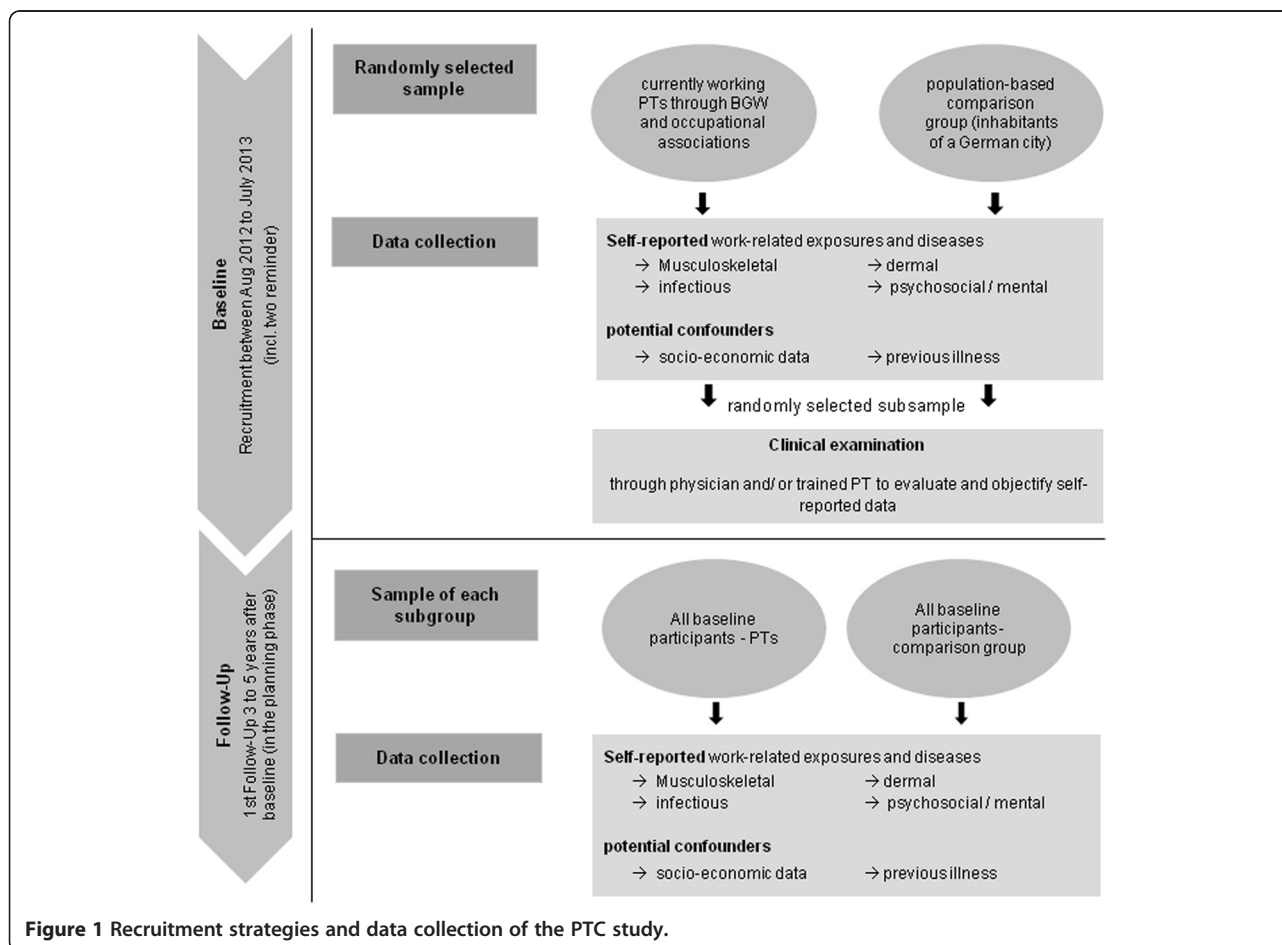 Baseline
Recruitment between Aug 2012 to July 2013
(incl. two reminder)
Randomly selected
sample
currently working
PTs through BGW
and occupational
associations
population-based
comparison
group (inhabitants
of a German city)
Data collection
Self-reported work-related exposures and diseases
→ Musculoskeletal → dermal
→ infectious → psychosocial / mental
potential confounders
→ socio-economic data → previous illness
randomly selected subsample
Clinical examination
through physician and/ or trained PT to evaluate and objectify self-
reported data
Follow-Up
1st Follow-Up 3 to 5 years after
baseline (in the planning phase)
Sample of each
subgroup
All baseline
participants - PTs
All baseline
participants-
comparison group
Data collection
Self-reported work-related exposures and diseases
→ Musculoskeletal → dermal
→ infectious → psychosocial / mental
potential confounders
→ socio-economic data → previous illness
Figure 1 Recruitment strategies and data collection of the PTC study.